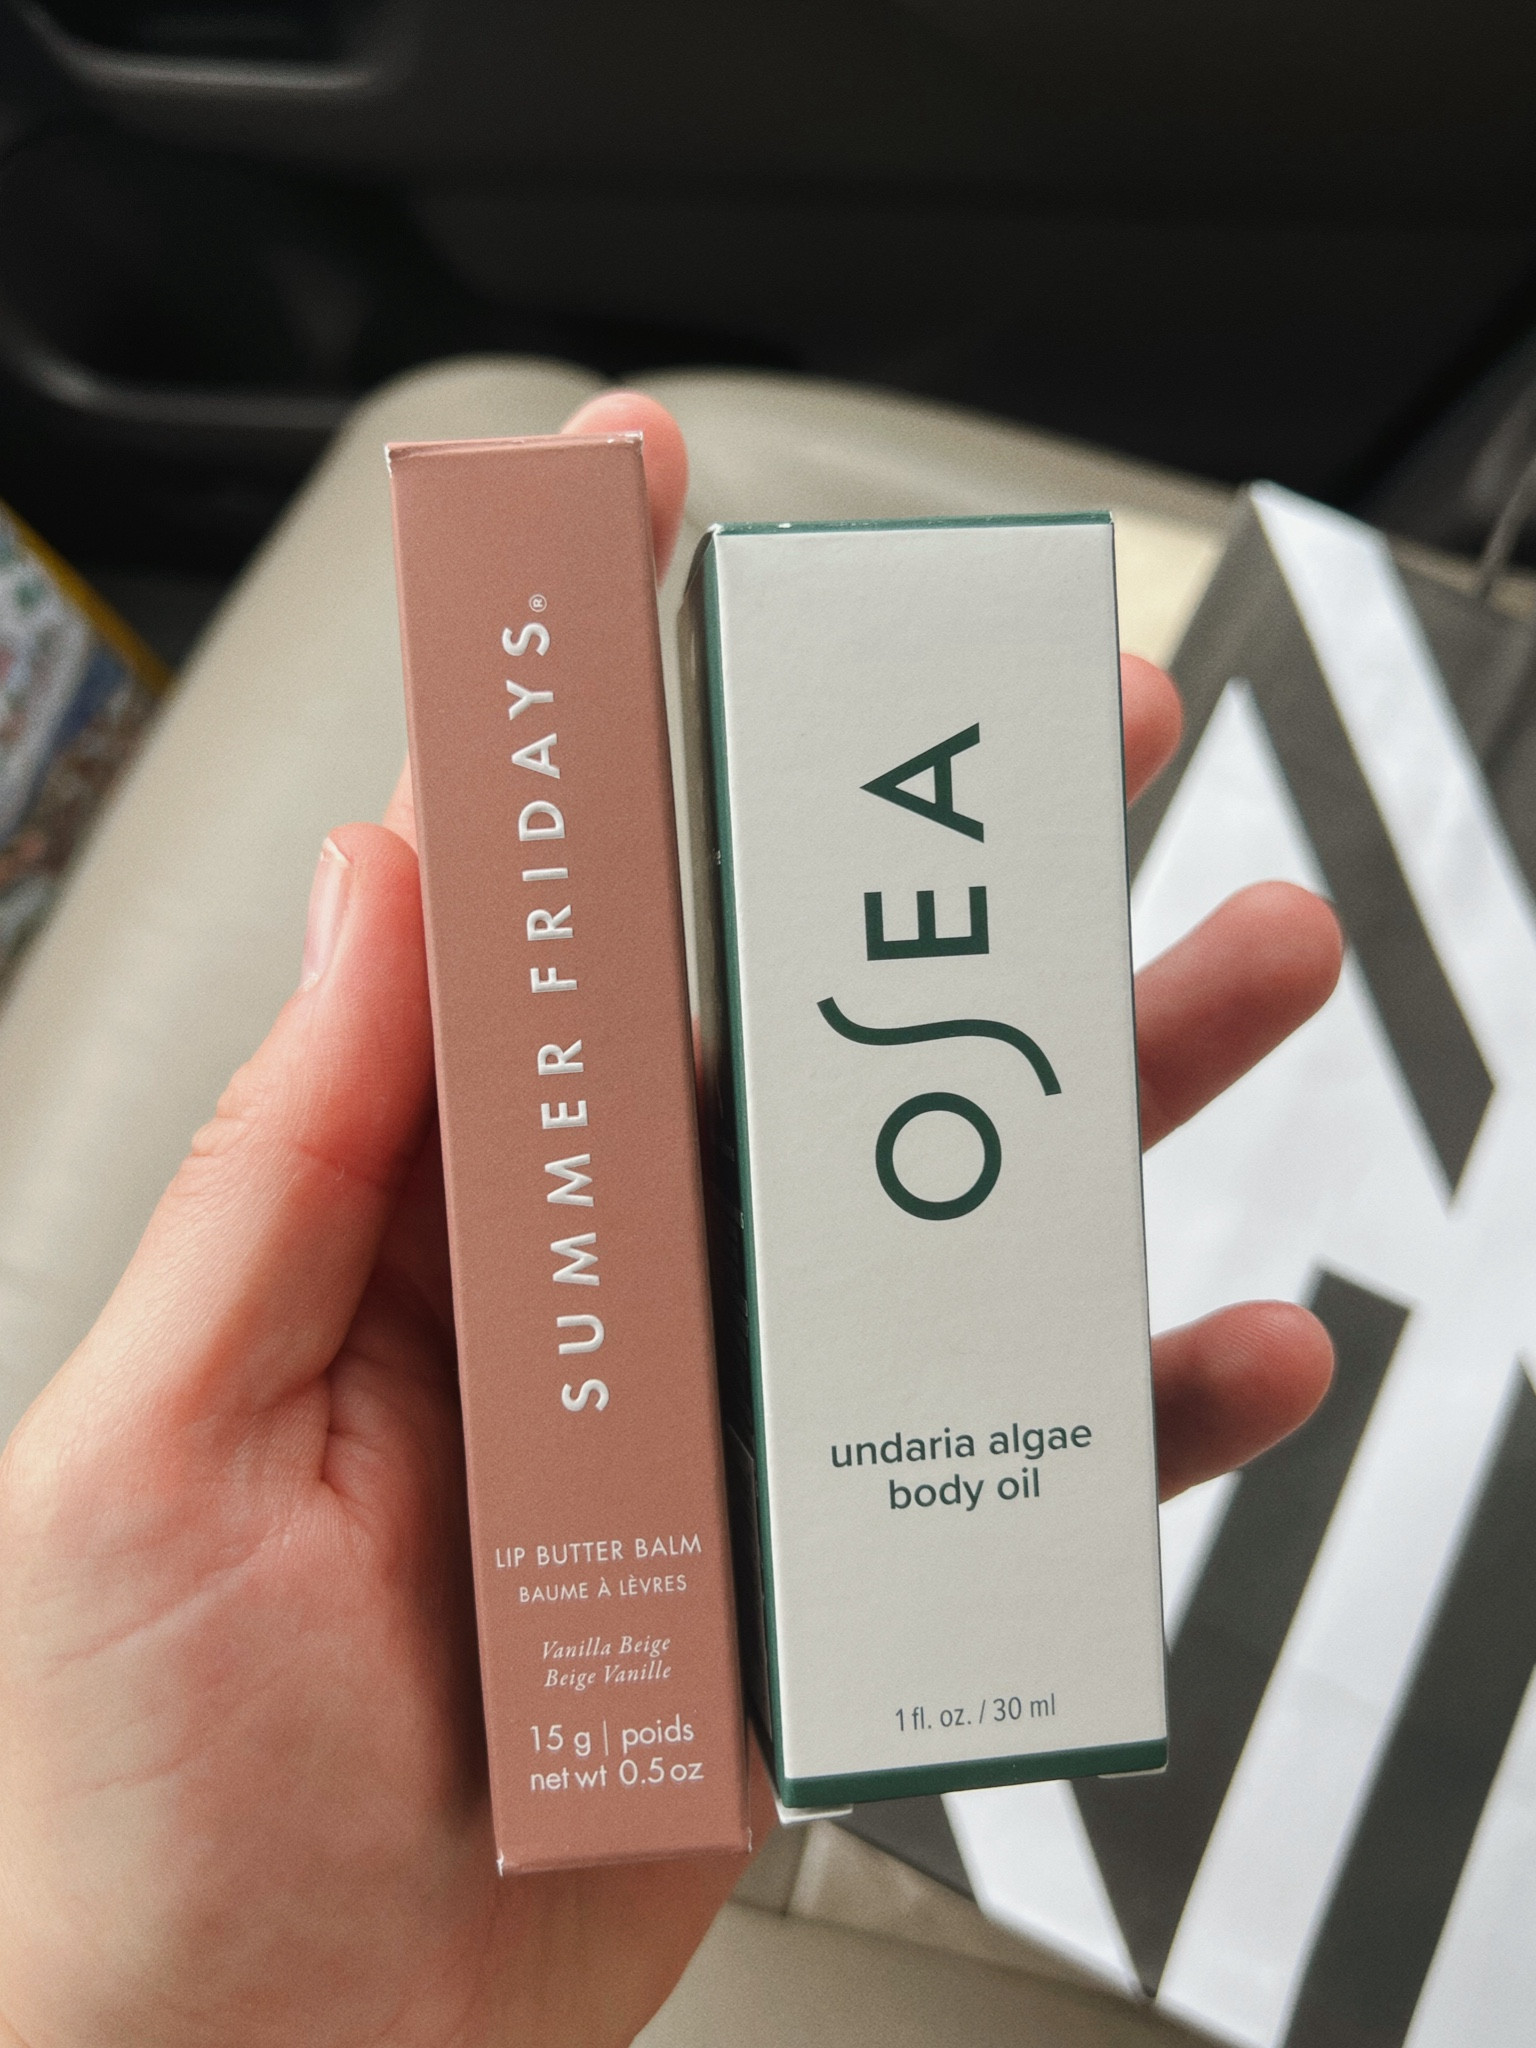 SUMMER FRIDAYS®
LIP BUTTER BALM
BAUME À LÈVRES
Vanilla Beige
Beige Vanille
15 g | poids
net wt 0.5 oz
OSEA
undaria algae
body oil
1 fl. oz. / 30 ml